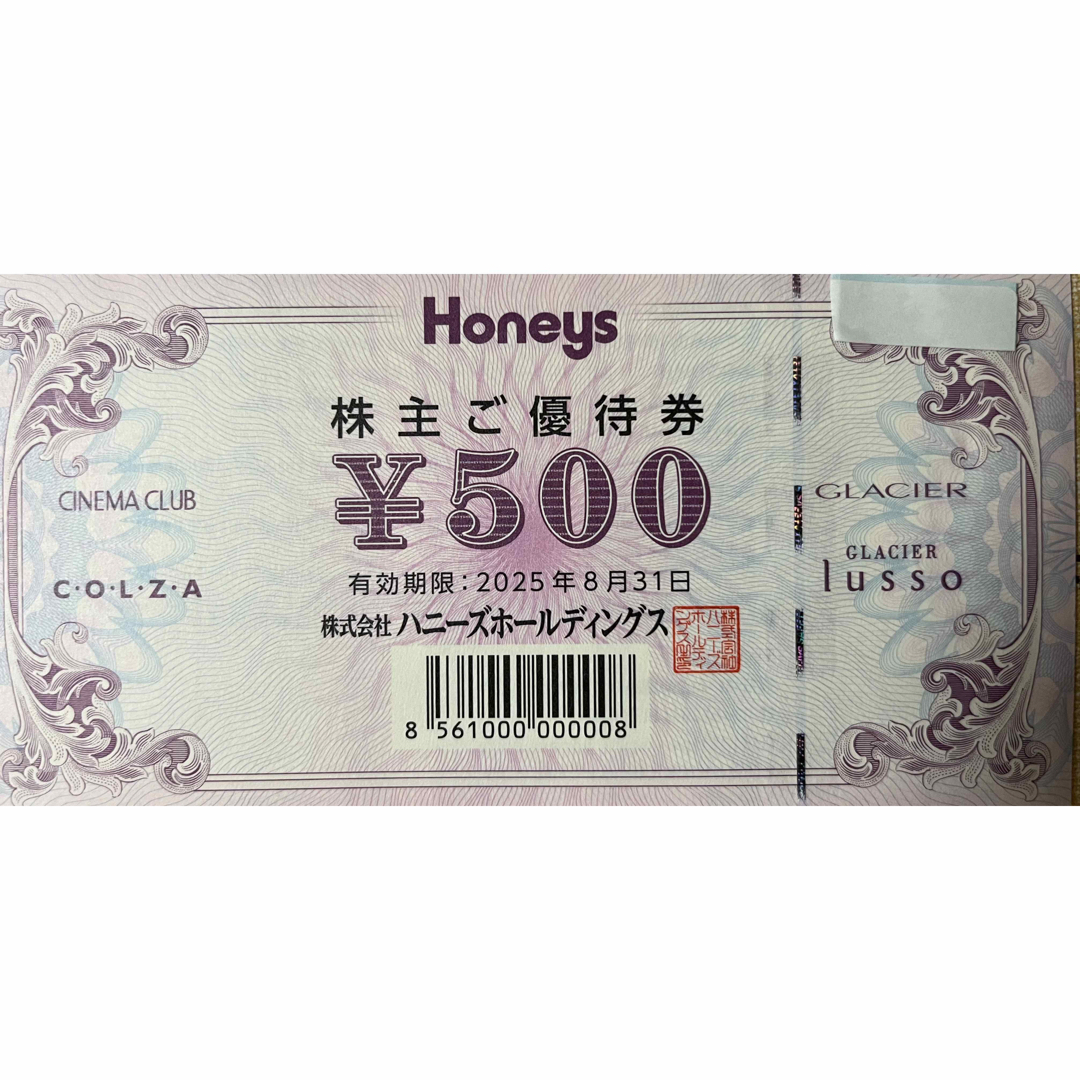 Honeys
株主ご優待券
¥500
CINEMA CLUB
C·O·L·Z·A
GLACIER
GLACIER
lusso
有効期限：2025年8月31日
株式会社 ハニーズホールディングス
8 561000 000008